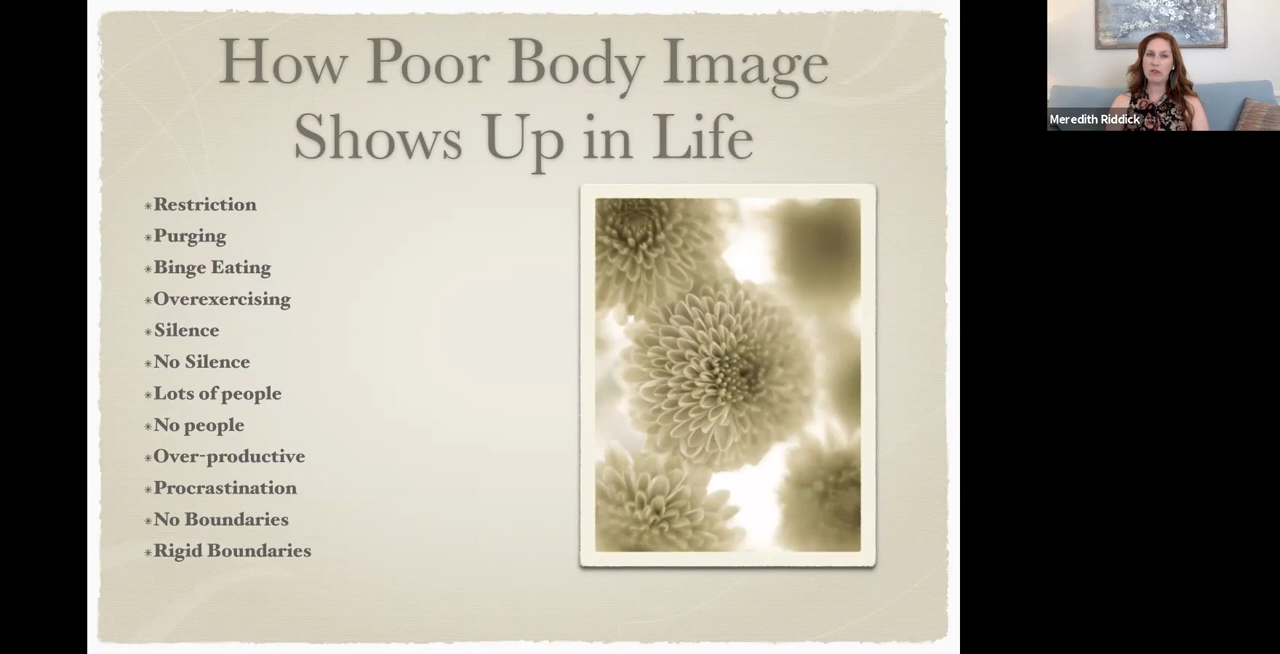 How Poor Body Image
Shows Up in Life
*Restriction
*Purging
*Binge Eating
*Overexercising
*Silence
*No Silence
*Lots of people
*No people
*Over-productive
*Procrastination
*No Boundaries
*Rigid Boundaries
Meredith Riddick